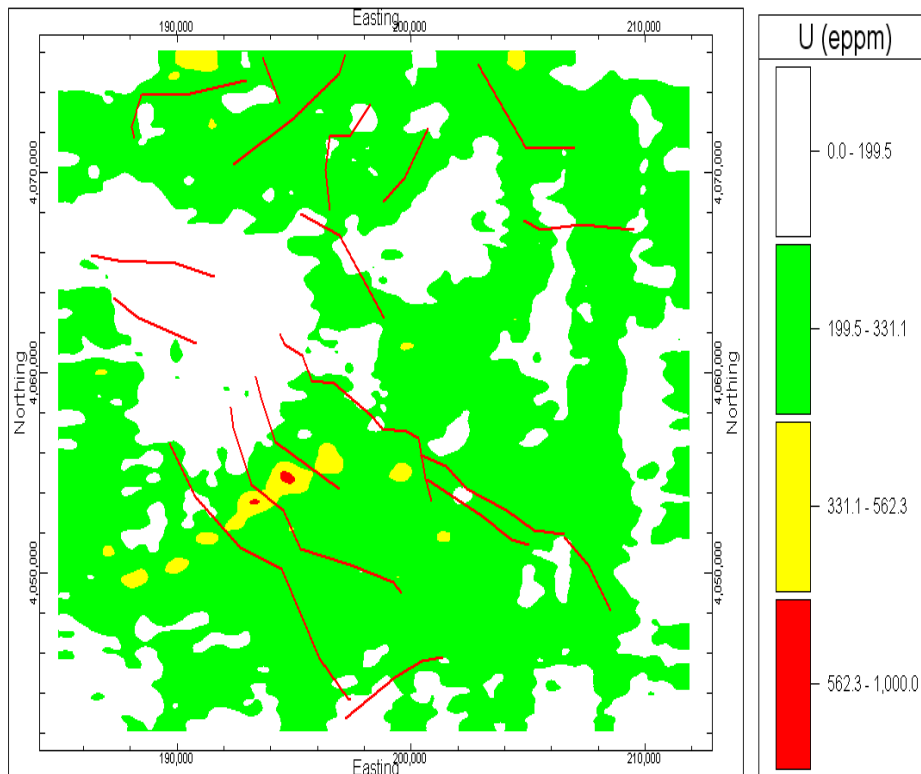 Easting
190,000 200,000 210,000
U (eppm)
0.0 - 199.5
4,070,000 4,070,000
199.5 - 331.1
Northing Northing
4,060,000 4,060,000
331.1 - 562.3
4,050,000 4,050,000
562.3 - 1,000.0
190,000 200,000 210,000
Easting